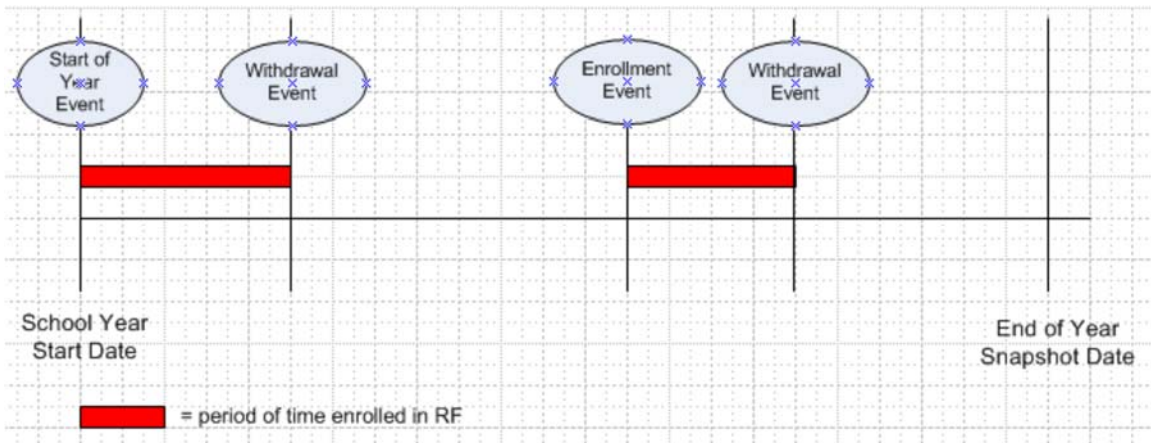 Start of
Year
Event
Withdrawal
Event
Enrollment
Event
Withdrawal
Event
School Year
Start Date
End of Year
Snapshot Date
= period of time enrolled in RF